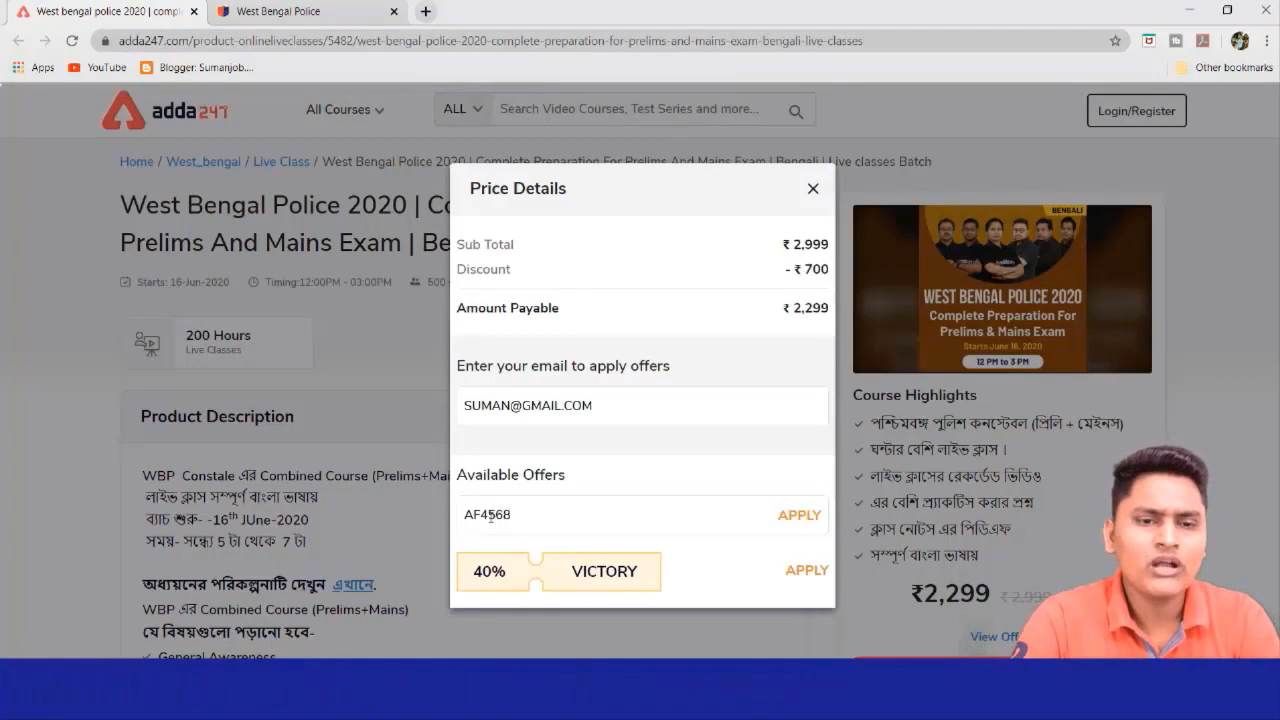 West Bengal police 2020 | compl
West Bengal Police
adda247.com/product-onlineliveclasses/5482/west-bengal-police-2020-complete-preparation-for-prelims-and-mains-exam-bengali-live-classes
Apps
YouTube
Blogger: Sumanjob....
Other bookmarks
adda247
All Courses
ALL
Search Video Courses, Test Series and more...
Login/Register
Home / West_bengal / Live Class / West Bengal Police 2020 | Complete Preparation For Prelims And Mains Exam | Bengali | Live classes Batch
West Bengal Police 2020 | Co
Prelims And Mains Exam | Be
Starts: 16-Jun-2020
Timing:12:00PM - 03:00PM
500
200 Hours
Live Classes
Product Description
WBP Constale এর Combined Course (Prelims+Mai
লাইভ ক্লাস সম্পূর্ণ বাংলা ভাষায়
ব্যাচ শুরু- -16th JUne-2020
সময়- সন্ধ্যে 5 টা থেকে 7 টা
অধ্যয়নের পরিকল্পনাটি দেখুন এখানে.
WBP এর Combined Course (Prelims+Mains)
যে বিষয়গুলো পড়ানো হবে-
General Awareness
Price Details
Sub Total ₹ 2,999
Discount - ₹ 700
Amount Payable ₹ 2,299
Enter your email to apply offers
SUMAN@GMAIL.COM
Available Offers
AF4568 APPLY
40% VICTORY APPLY
BENGALI
WEST BENGAL POLICE 2020
Complete Preparation For
Prelims & Mains Exam
Starts June 16, 2020
12 PM to 3 PM
Course Highlights
পশ্চিমবঙ্গ পুলিশ কনস্টেবল (প্রিলি + মেইনস)
ঘন্টার বেশি লাইভ ক্লাস ।
লাইভ ক্লাসের রেকর্ডেড ভিডিও
এর বেশি প্র্যাকটিস করার প্রশ্ন
ক্লাস নোটস এর পিডিএফ
সম্পূর্ণ বাংলা ভাষায়
₹2,299 ₹ 2,999
View Off